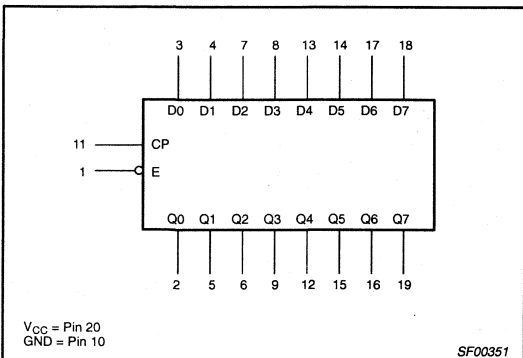 3 4 7 8 13 14 17 18
D0 D1 D2 D3 D4 D5 D6 D7
11 CP
1 E
Q0 Q1 Q2 Q3 Q4 Q5 Q6 Q7
2 5 6 9 12 15 16 19
VCC = Pin 20
GND = Pin 10
SF00351